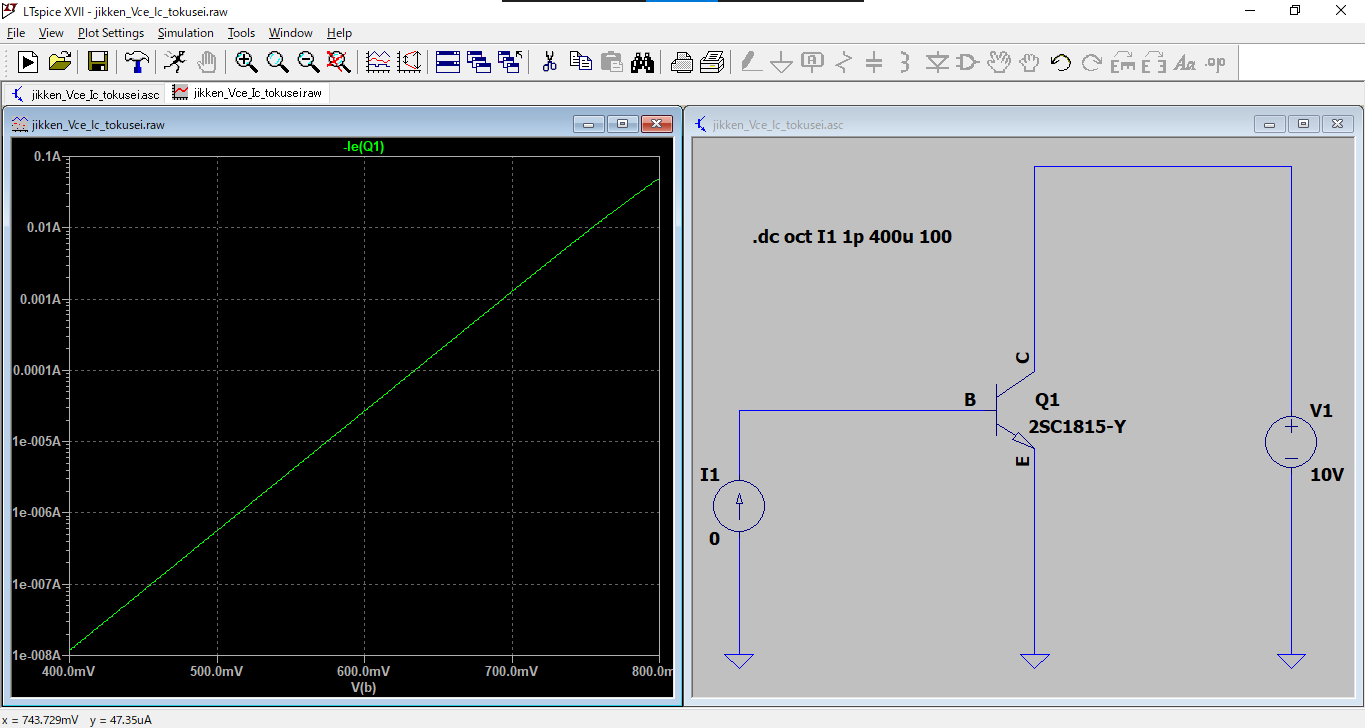 LTspice XVII - jikken_Vce_Ic_tokusei.raw
File View Plot Settings Simulation Tools Window Help
jikken_Vce_Ic_tokusei.asc jikken_Vce_Ic_tokusei.raw
jikken_Vce_Ic_tokusei.raw
-Ie(Q1)
0.1A
0.01A
0.001A
0.0001A
1e-005A
1e-006A
1e-007A
1e-008A
400.0mV 500.0mV 600.0mV 700.0mV 800.0m
V(b)
jikken_Vce_Ic_tokusei.asc
.dc oct I1 1p 400u 100
C
B
Q1
2SC1815-Y
E
I1
0
V1
10V
x = 743.729mV y = 47.35uA